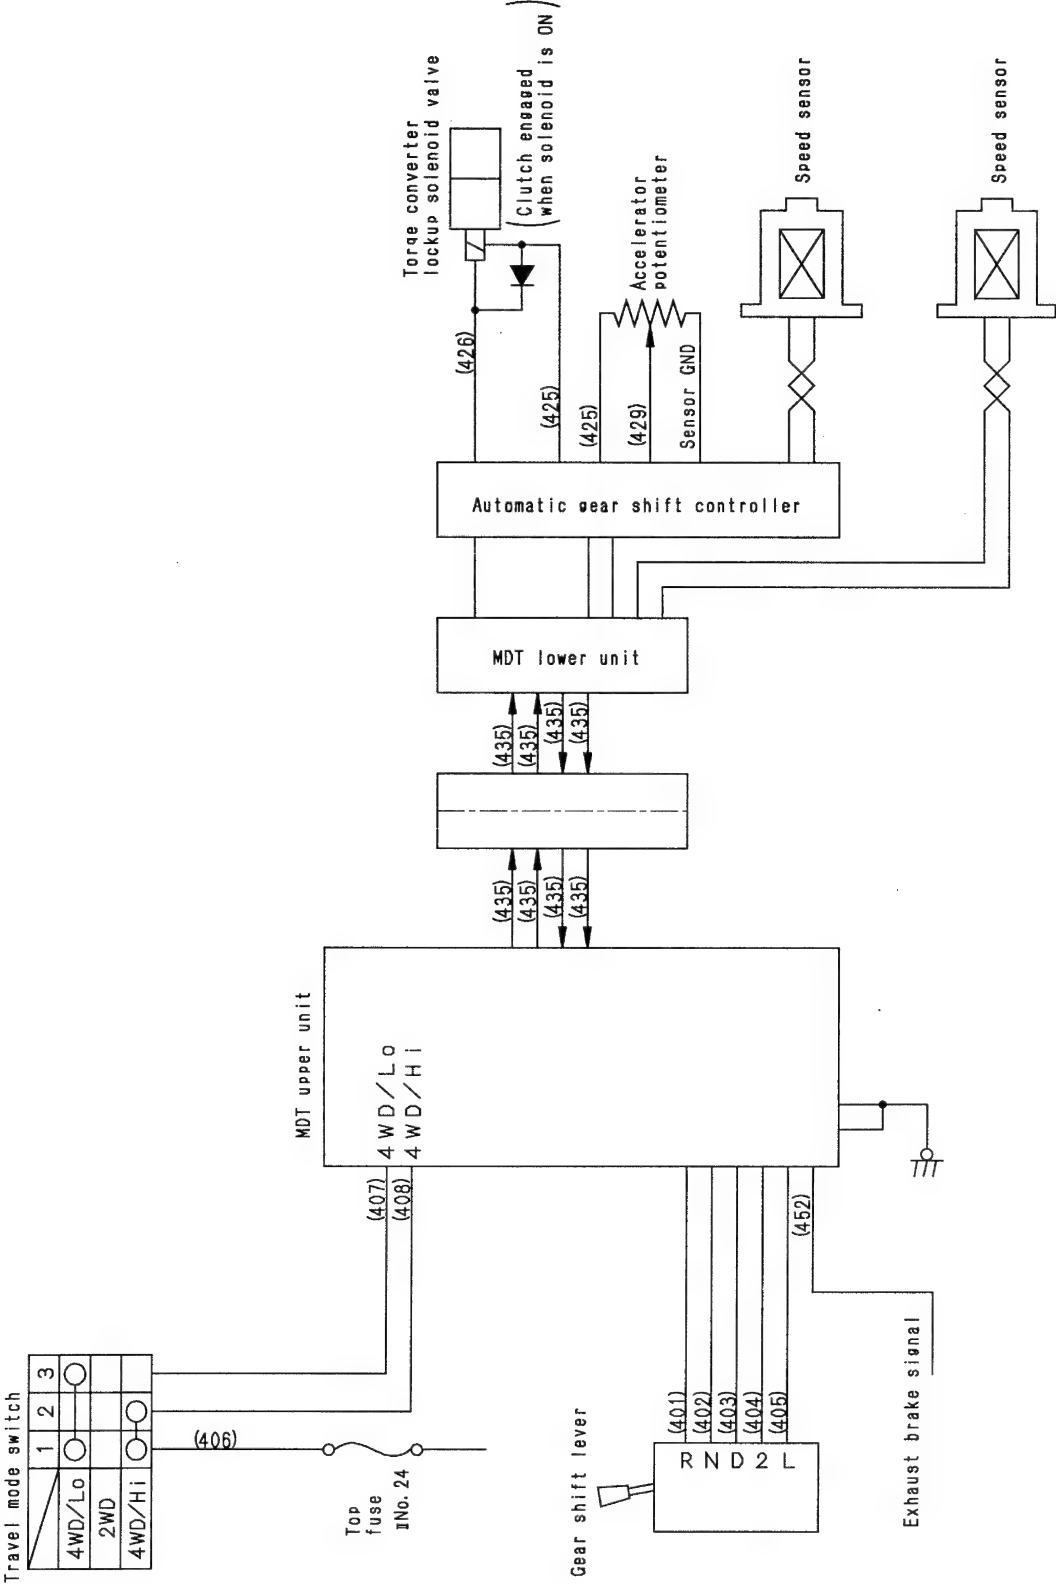 Torqe converter
lockup solenoid valve
(Clutch engaged
when solenoid is ON)
(426)
(425)
Accelerator
potentiometer
(425)
(429)
Sensor GND
Speed sensor
Speed sensor
Automatic gear shift controller
MDT lower unit
(435)
(435)
(435)
(435)
(435)
(435)
(435)
(435)
MDT upper unit
4WD/Lo
4WD/Hi
(407)
(408)
(452)
Travel mode switch
1 2 3
4WD/Lo
2WD
4WD/Hi
(406)
Top
fuse
ⅡNo. 24
Gear shift lever
(401)
(402)
(403)
(404)
(405)
R N D 2 L
Exhaust brake signal